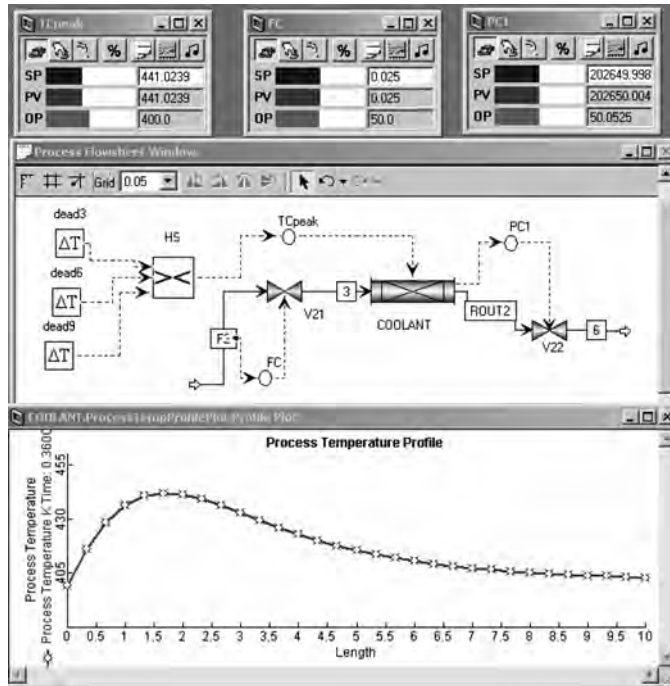 TCpeak
FC
PC1
%
%
%
SP 441.0239
PV 441.0239
OP 400.0
SP 0.025
PV 0.025
OP 50.0
SP 202649.998
PV 202650.004
OP 50.0525
Process Flowsheet Window
Grid 0.05
dead3
ΔT
HS
TCpeak
PC1
dead6
ΔT
3
V21
COOLANT
ROUT2
dead9
ΔT
FC
V22
6
COOLANT.ProcessTempProfilePlot Profile Plot
Process Temperature Profile
Process Temperature
Process Temperature K Time: 0.3600
455
430
405
0 0.5 1 1.5 2 2.5 3 3.5 4 4.5 5 5.5 6 6.5 7 7.5 8 8.5 9 9.5 10
Length